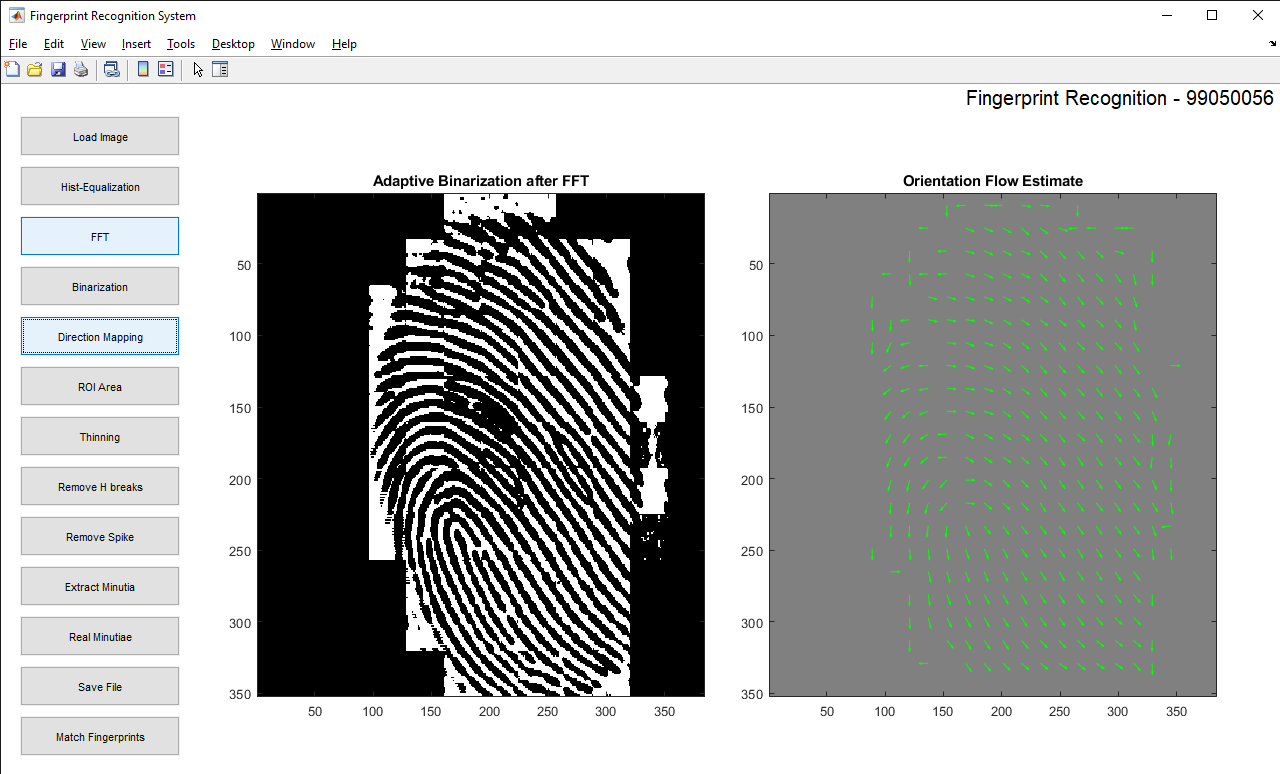 Fingerprint Recognition System
File Edit View Insert Tools Desktop Window Help
Fingerprint Recognition - 99050056
Load Image
Hist-Equalization
FFT
Binarization
Direction Mapping
ROI Area
Thinning
Remove H breaks
Remove Spike
Extract Minutia
Real Minutiae
Save File
Match Fingerprints
Adaptive Binarization after FFT
50
100
150
200
250
300
350
50 100 150 200 250 300 350
Orientation Flow Estimate
50
100
150
200
250
300
350
50 100 150 200 250 300 350